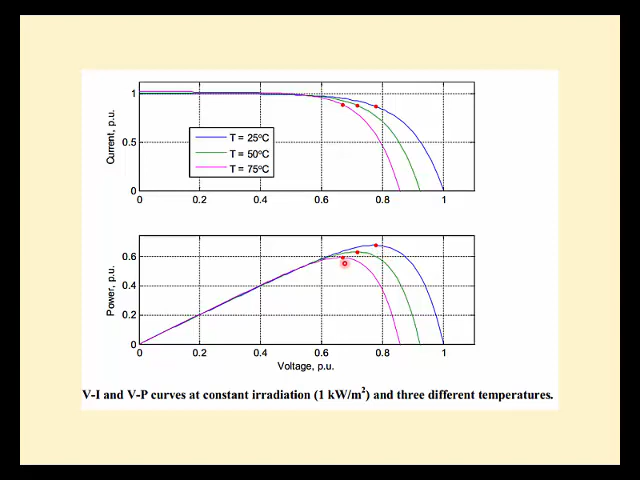 1
0.5
0
Current, p.u.
T = 25°C
T = 50°C
T = 75°C
0 0.2 0.4 0.6 0.8 1
0.6
0.4
0.2
0
Power, p.u.
0 0.2 0.4 0.6 0.8 1
Voltage, p.u.
V-I and V-P curves at constant irradiation (1 kW/m²) and three different temperatures.